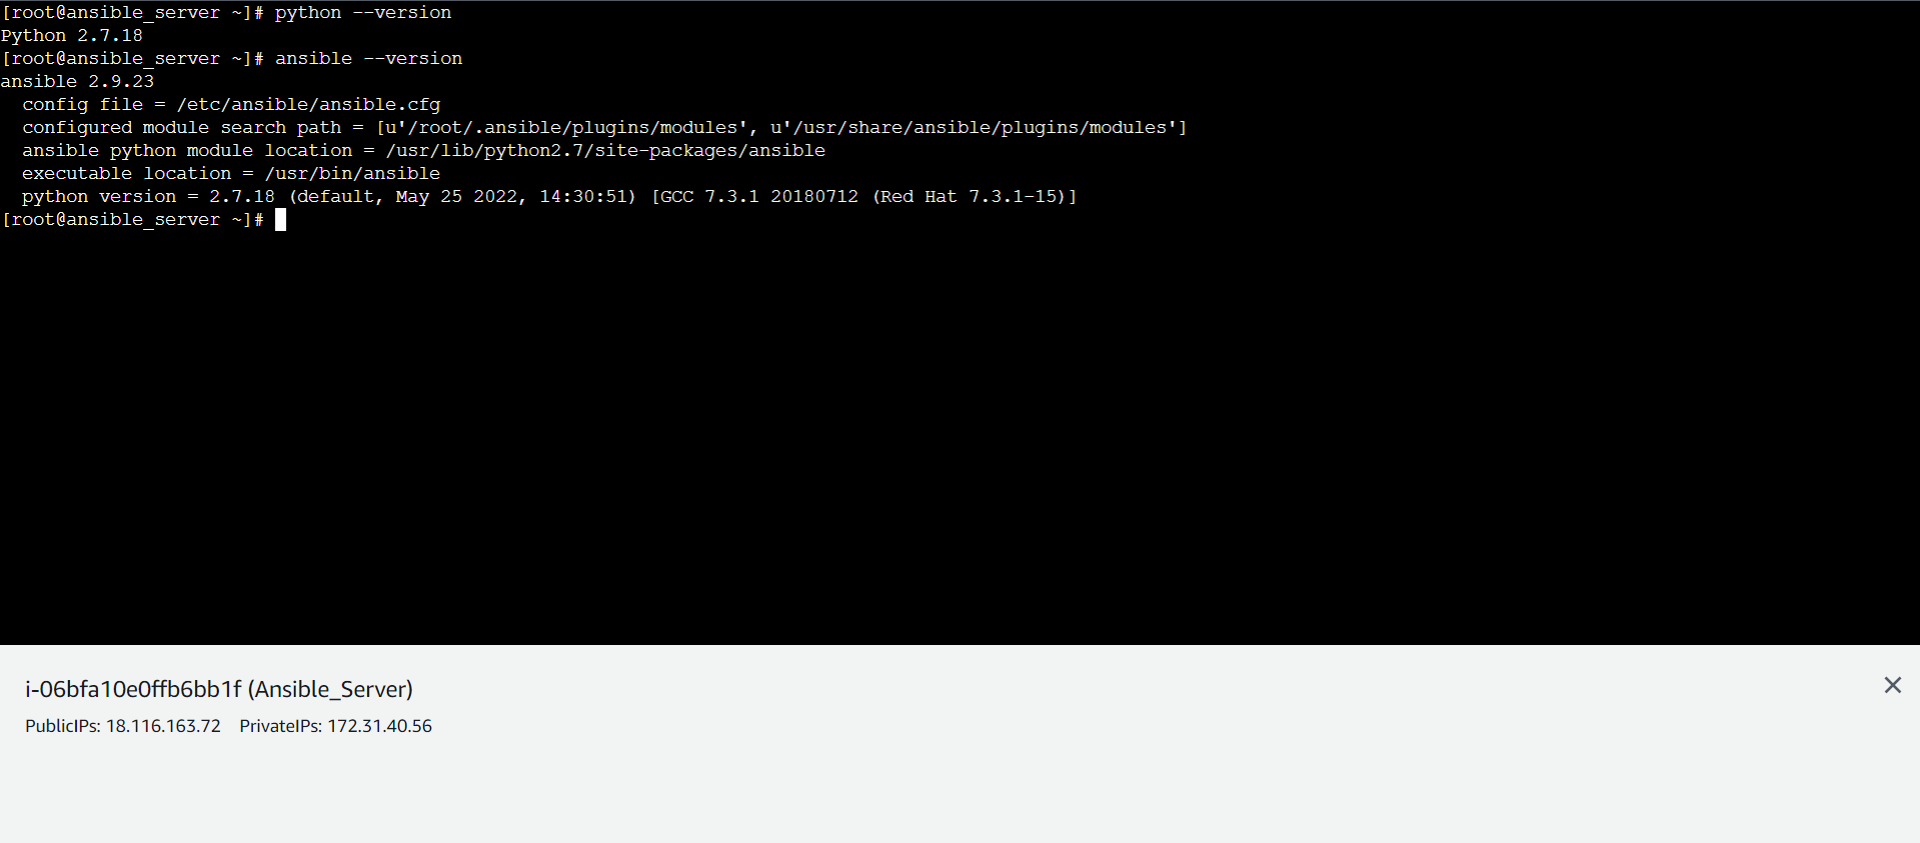 [root@ansible_server ~]# python --version
Python 2.7.18
[root@ansible_server ~]# ansible --version
ansible 2.9.23
  config file = /etc/ansible/ansible.cfg
  configured module search path = [u'/root/.ansible/plugins/modules', u'/usr/share/ansible/plugins/modules']
  ansible python module location = /usr/lib/python2.7/site-packages/ansible
  executable location = /usr/bin/ansible
  python version = 2.7.18 (default, May 25 2022, 14:30:51) [GCC 7.3.1 20180712 (Red Hat 7.3.1-15)]
[root@ansible_server ~]#
i-06bfa10e0ffb6bb1f (Ansible_Server)
PublicIPs: 18.116.163.72 PrivateIPs: 172.31.40.56